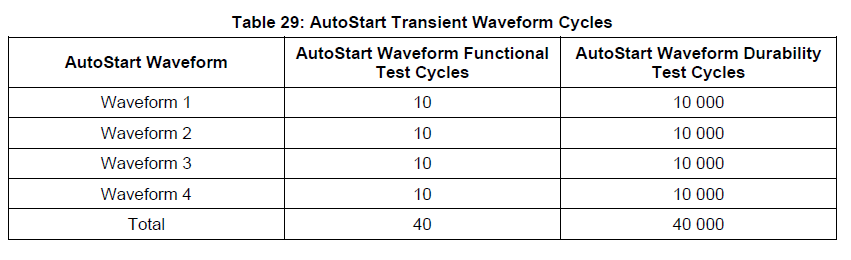 Table 29: AutoStart Transient Waveform Cycles
AutoStart Waveform
AutoStart Waveform Functional
Test Cycles
AutoStart Waveform Durability
Test Cycles
Waveform 1 10 10 000
Waveform 2 10 10 000
Waveform 3 10 10 000
Waveform 4 10 10 000
Total 40 40 000